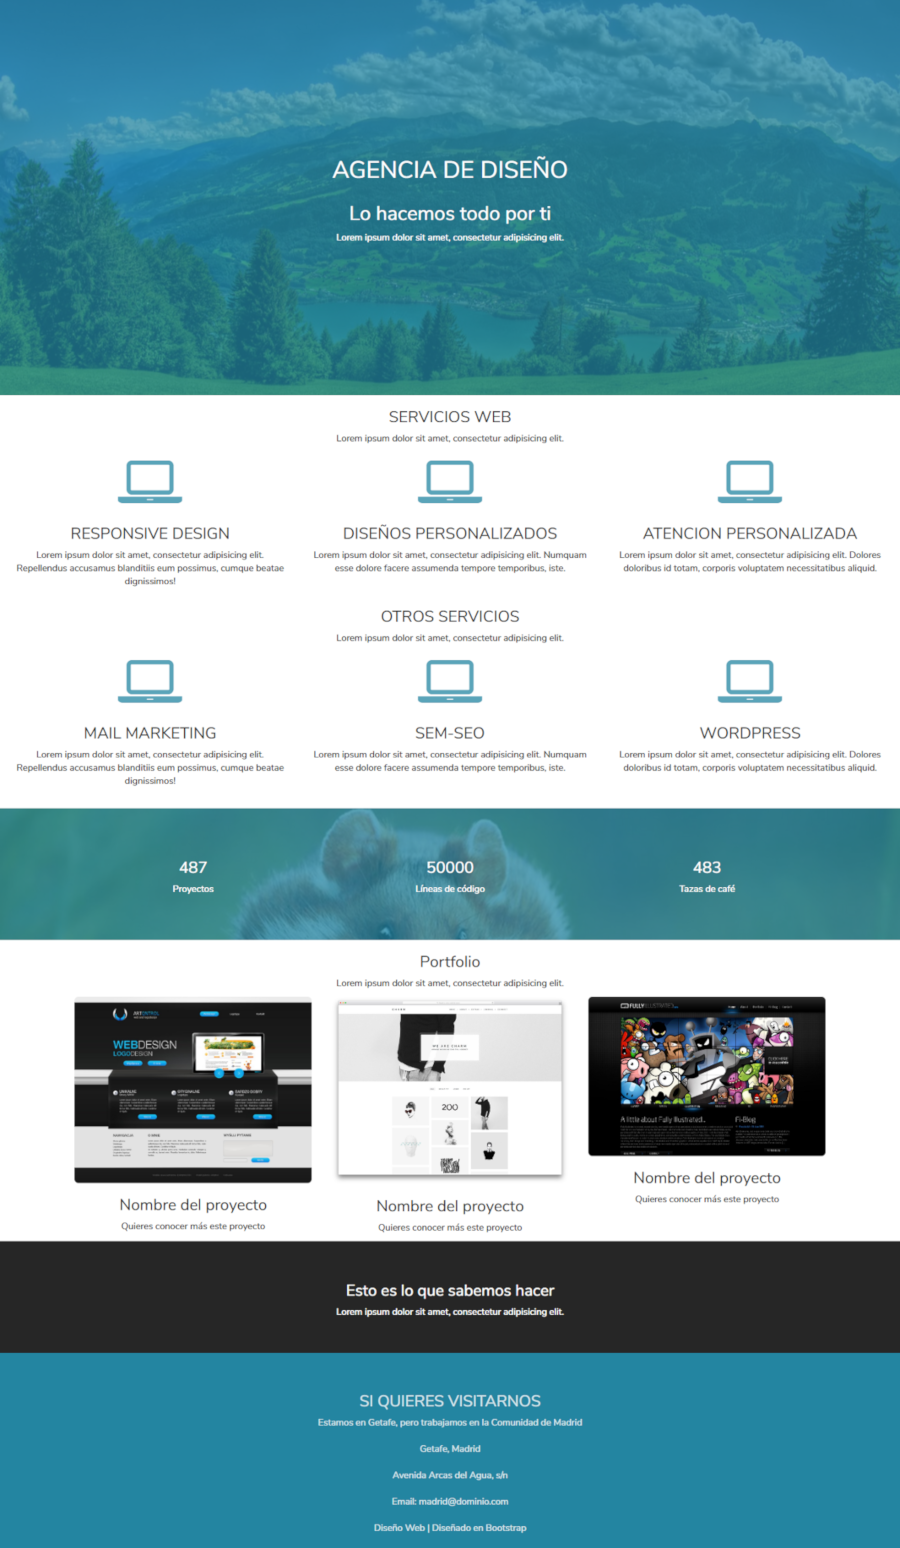 AGENCIA DE DISEÑO
Lo hacemos todo por ti
Lorem ipsum dolor sit amet, consectetur adipisicing elit.
SERVICIOS WEB
Lorem ipsum dolor sit amet, consectetur adipisicing elit.
RESPONSIVE DESIGN
Lorem ipsum dolor sit amet, consectetur adipisicing elit.
Repellendus accusamus blanditiis eum possimus, cumque beatae
dignissimos!
DISEÑOS PERSONALIZADOS
Lorem ipsum dolor sit amet, consectetur adipisicing elit. Numquam
esse dolore facere assumenda tempore temporibus, iste.
ATENCION PERSONALIZADA
Lorem ipsum dolor sit amet, consectetur adipisicing elit. Dolores
doloribus id totam, corporis voluptatem necessitatibus aliquid.
OTROS SERVICIOS
Lorem ipsum dolor sit amet, consectetur adipisicing elit.
MAIL MARKETING
Lorem ipsum dolor sit amet, consectetur adipisicing elit.
Repellendus accusamus blanditiis eum possimus, cumque beatae
dignissimos!
SEM-SEO
Lorem ipsum dolor sit amet, consectetur adipisicing elit. Numquam
esse dolore facere assumenda tempore temporibus, iste.
WORDPRESS
Lorem ipsum dolor sit amet, consectetur adipisicing elit. Dolores
doloribus id totam, corporis voluptatem necessitatibus aliquid.
487
Proyectos
50000
Líneas de código
483
Tazas de café
Portfolio
Lorem ipsum dolor sit amet, consectetur adipisicing elit.
WEBDESIGN
LOGODESIGN
Nombre del proyecto
Quieres conocer más este proyecto
WE ARE SHARK
200
Nombre del proyecto
Quieres conocer más este proyecto
FULLYILLUSTRATED
A little about Fully Illustrated..
Fi-Blog
Nombre del proyecto
Quieres conocer más este proyecto
Esto es lo que sabemos hacer
Lorem ipsum dolor sit amet, consectetur adipisicing elit.
SI QUIERES VISITARNOS
Estamos en Getafe, pero trabajamos en la Comunidad de Madrid
Getafe, Madrid
Avenida Arcas del Agua, s/n
Email: madrid@dominio.com
Diseño Web | Diseñado en Bootstrap